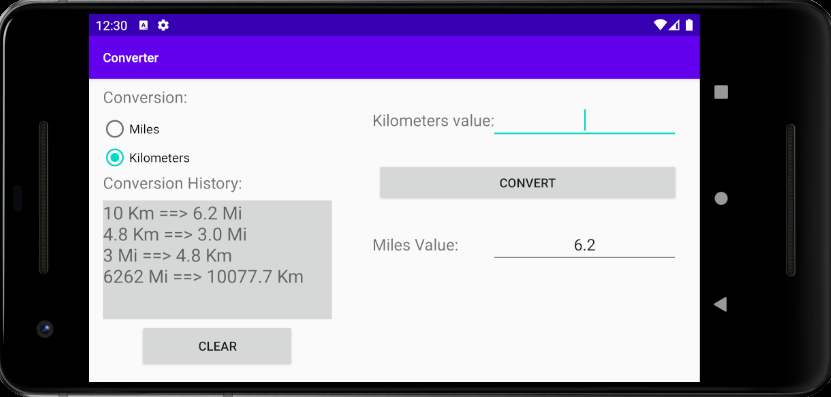 12:30
Converter
Conversion:
Miles
Kilometers
Conversion History:
10 Km ==> 6.2 Mi
4.8 Km ==> 3.0 Mi
3 Mi ==> 4.8 Km
6262 Mi ==> 10077.7 Km
CLEAR
Kilometers value:
CONVERT
Miles Value: 6.2